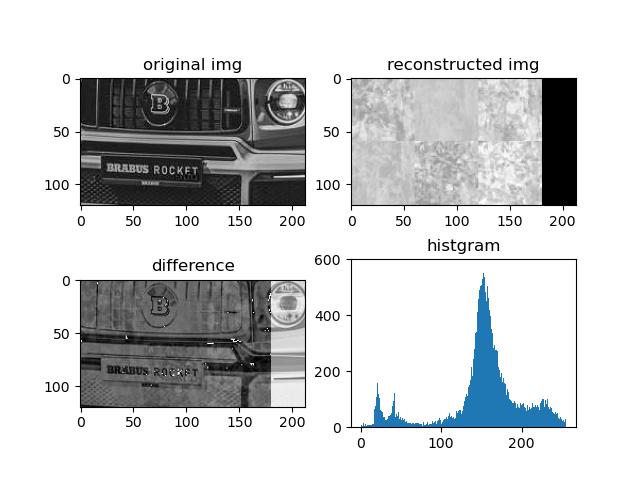 original img
reconstructed img
0
50
100
0 50 100 150 200
B
BRABUS ROCKET
0
50
100
0 50 100 150 200
difference
histgram
0
50
100
0 50 100 150 200
B
BRABUS ROCKET
600
400
200
0
0 100 200